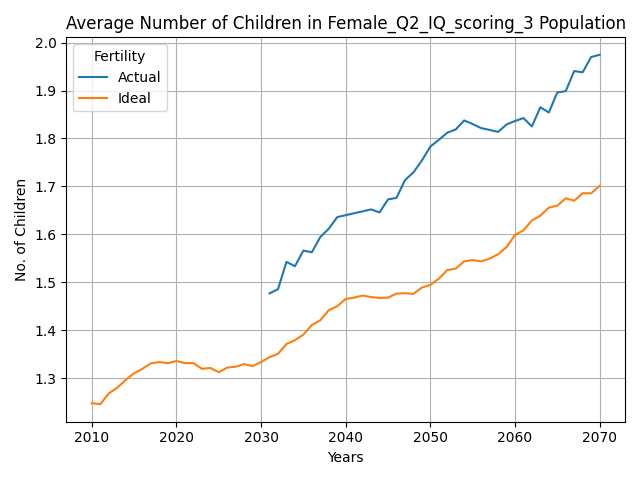 Average Number of Children in Female_Q2_IQ_scoring_3 Population
Fertility
Actual
Ideal
No. of Children
2.0
1.9
1.8
1.7
1.6
1.5
1.4
1.3
2010 2020 2030 2040 2050 2060 2070
Years